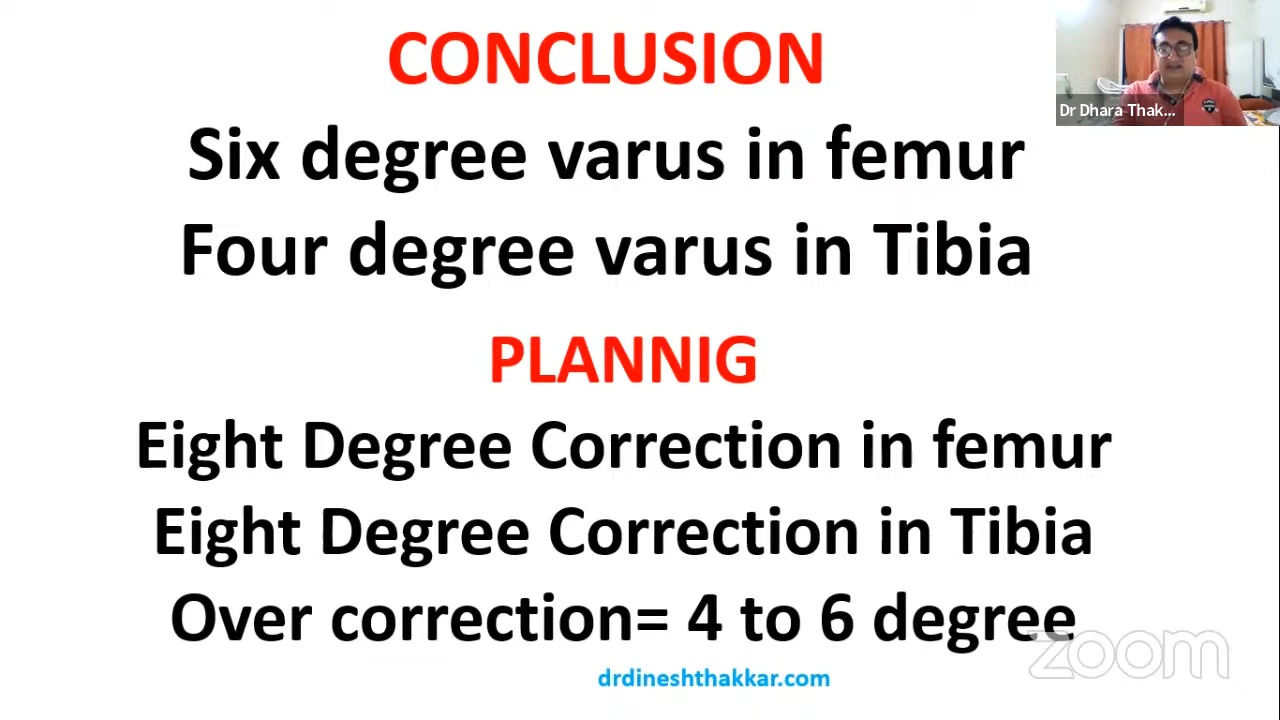 CONCLUSION
Dr Dhara Thak...
Six degree varus in femur
Four degree varus in Tibia
PLANNIG
Eight Degree Correction in femur
Eight Degree Correction in Tibia
Over correction= 4 to 6 degree
zoom
drdineshthakkar.com